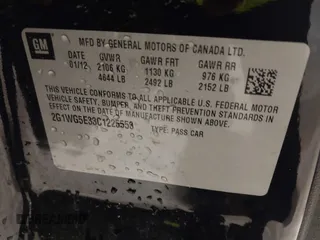 GM
MFD BY GENERAL MOTORS OF CANADA LTD.
DATE GVWR GAWR FRT GAWR RR
01/12 2106 KG 1130 KG 976 KG
4644 LB 2492 LB 2152 LB
THIS VEHICLE CONFORMS TO ALL APPLICABLE U.S. FEDERAL MOTOR
VEHICLE SAFETY, BUMPER, AND THEFT PREVENTION STANDARDS
IN EFFECT ON THE DATE OF MANUFACTURE SHOWN ABOVE.
TYPE: PASS CAR